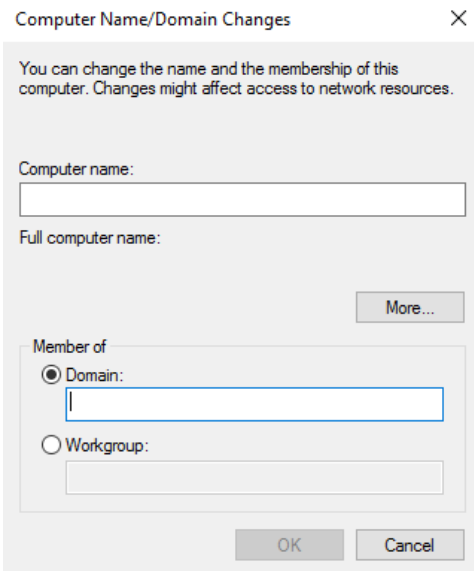 Computer Name/Domain Changes
You can change the name and the membership of this
computer. Changes might affect access to network resources.
Computer name:
Full computer name:
More...
Member of
Domain:
Workgroup:
OK
Cancel